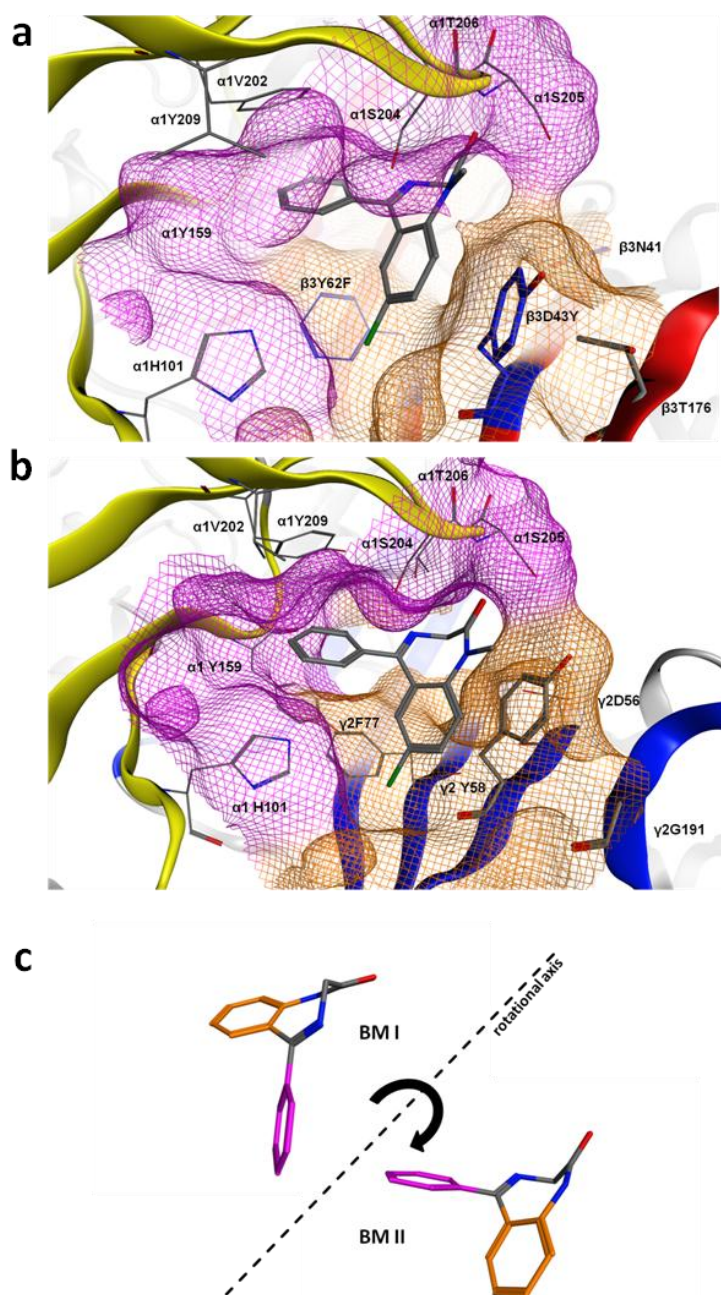 a
α1T206
α1V202
α1S204
α1S205
α1Y209
α1Y159
β3N41
β3Y62F
β3D43Y
α1H101
β3T176
b
α1T206
α1V202
α1Y209
α1S204
α1S205
α1 Y159
γ2D56
γ2F77
γ2 Y58
α1 H101
γ2G191
c
rotational axis
BM I
BM II